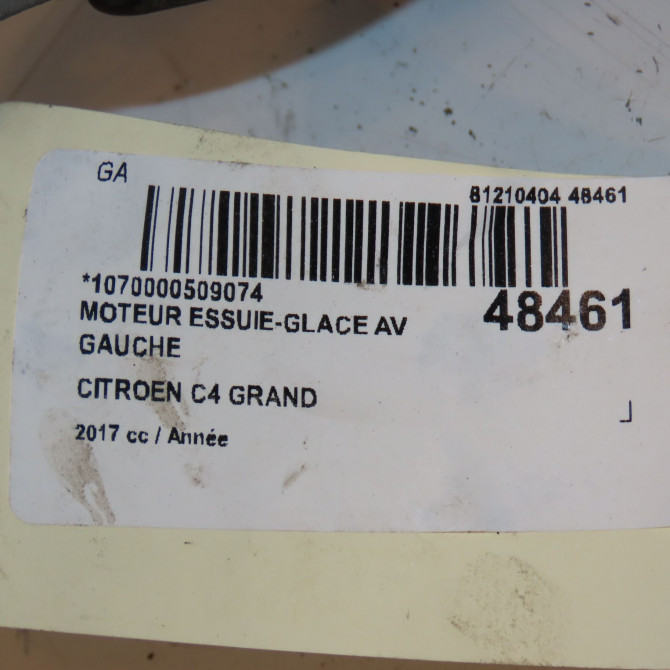 GA
81210404 48461
*1070000509074
48461
MOTEUR ESSUIE-GLACE AV
GAUCHE
CITROEN C4 GRAND
2017 cc / Année